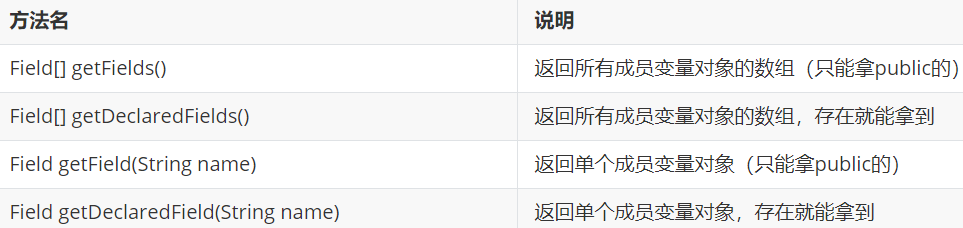 方法名 说明
Field[] getFields() 返回所有成员变量对象的数组（只能拿public的）
Field[] getDeclaredFields() 返回所有成员变量对象的数组，存在就能拿到
Field getField(String name) 返回单个成员变量对象（只能拿public的）
Field getDeclaredField(String name) 返回单个成员变量对象，存在就能拿到